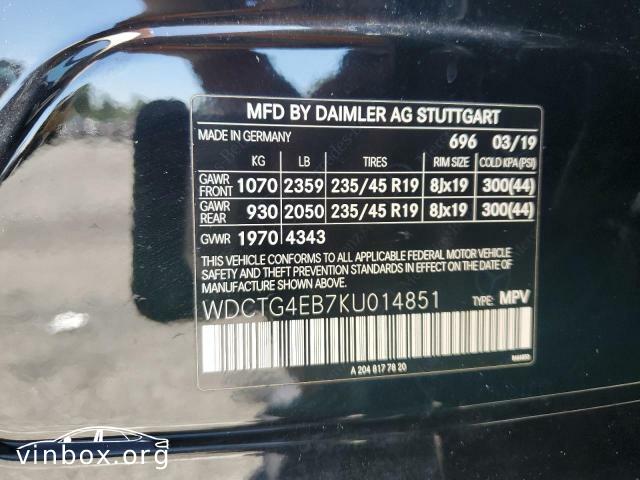 MFD BY DAIMLER AG STUTTGART
MADE IN GERMANY 696 03/19
KG LB TIRES RIM SIZE COLD KPA (PSI)
GAWR FRONT 1070 2359 235/45 R19 8Jx19 300(44)
GAWR REAR 930 2050 235/45 R19 8Jx19 300(44)
GVWR 1970 4343
THIS VEHICLE CONFORMS TO ALL APPLICABLE FEDERAL MOTOR VEHICLE
SAFETY, BUMPER, AND THEFT PREVENTION STANDARDS IN EFFECT ON THE
DATE OF MANUFACTURE
SHOWN ABOVE.
WDCTG4EB7KU014851 TYPE: MPV
A 204 817 78 20
vinbox.org